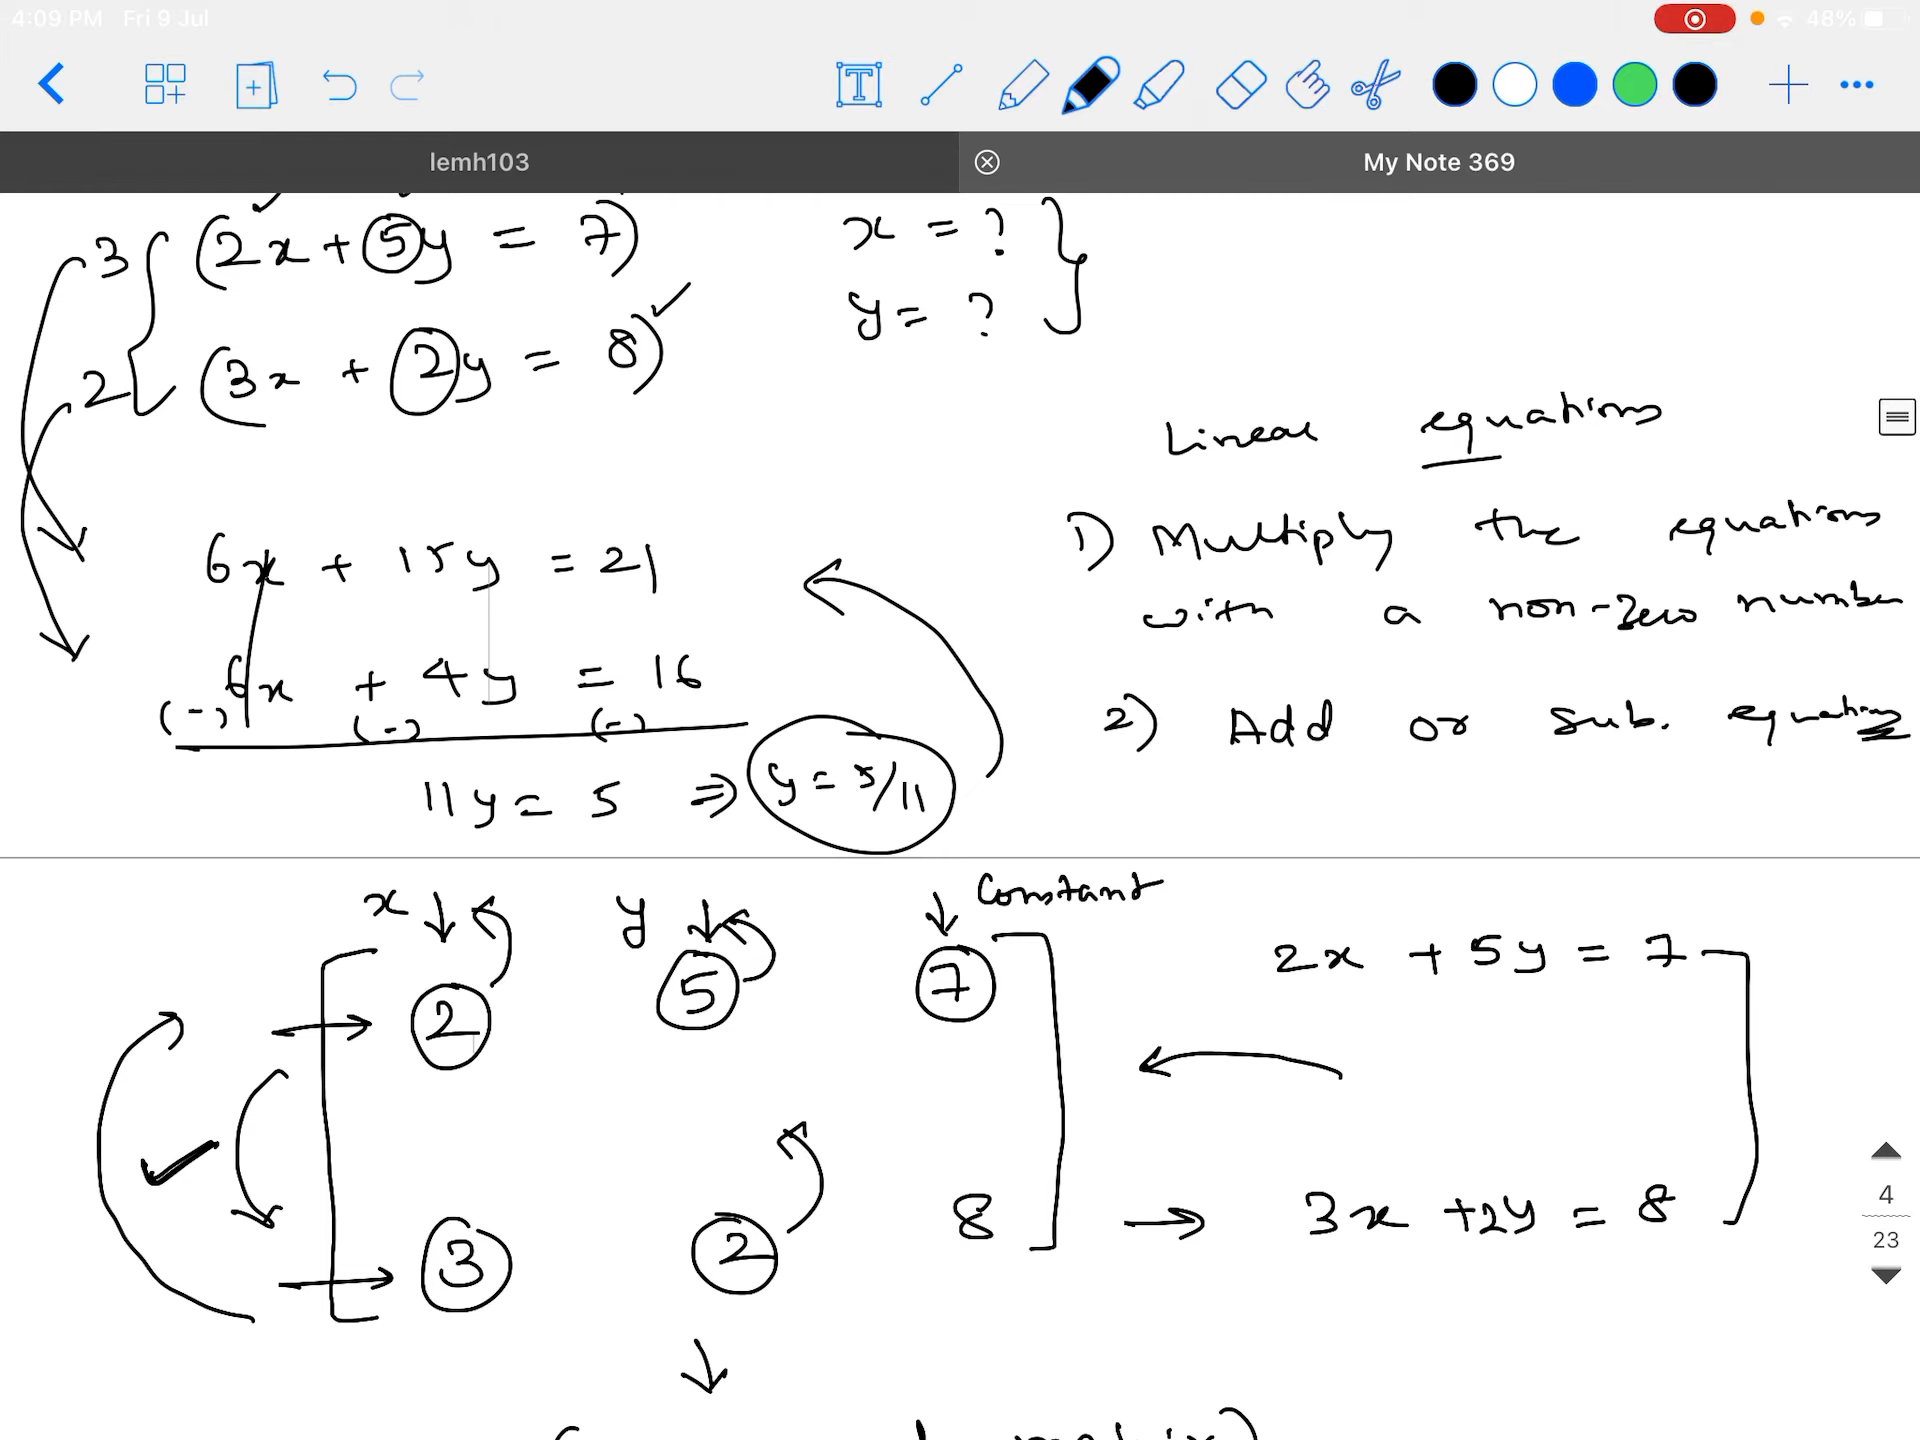 4:09 PM Fri 9 Jul
48%
T
lemh103
My Note 369
3 (2x + 5y = 7)
x = ?
y = ?
2 (3x + 2y = 8)
Linear equations
1) Multiply the equations
with a non-zero number
6x + 15y = 21
6x + 4y = 16
(-) (-) (-)
2) Add or sub. equations
11y = 5 ⇒ y = 5/11
x ↓ y ↓ ↓ Constant
2 5 7
2x + 5y = 7
3 2 8 → 3x + 2y = 8
4
23
matrix)